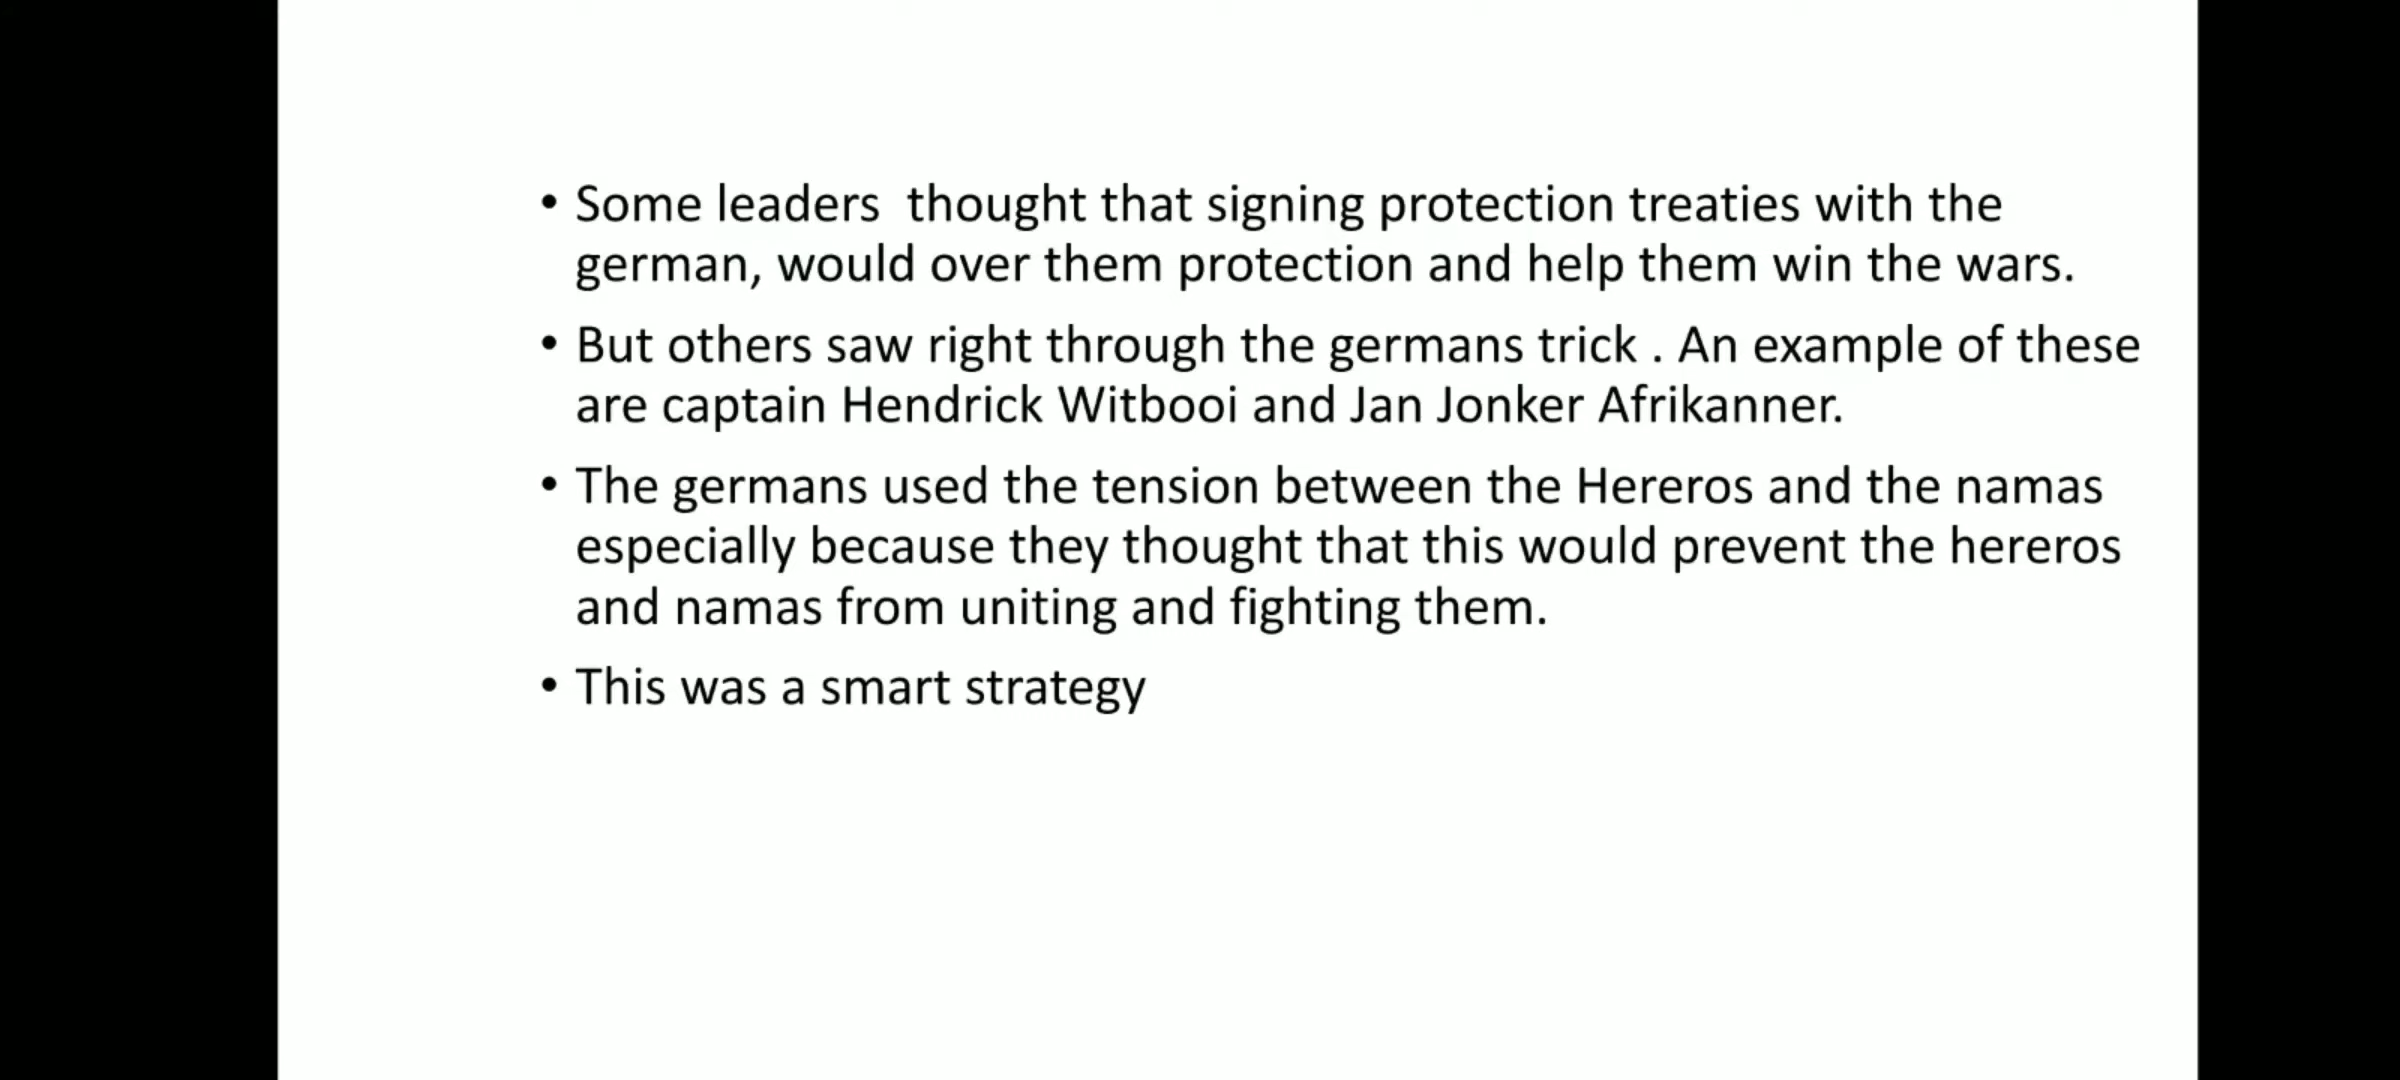 • Some leaders  thought that signing protection treaties with the
german, would over them protection and help them win the wars.
• But others saw right through the germans trick . An example of these
are captain Hendrick Witbooi and Jan Jonker Afrikanner.
• The germans used the tension between the Hereros and the namas
especially because they thought that this would prevent the hereros
and namas from uniting and fighting them.
• This was a smart strategy